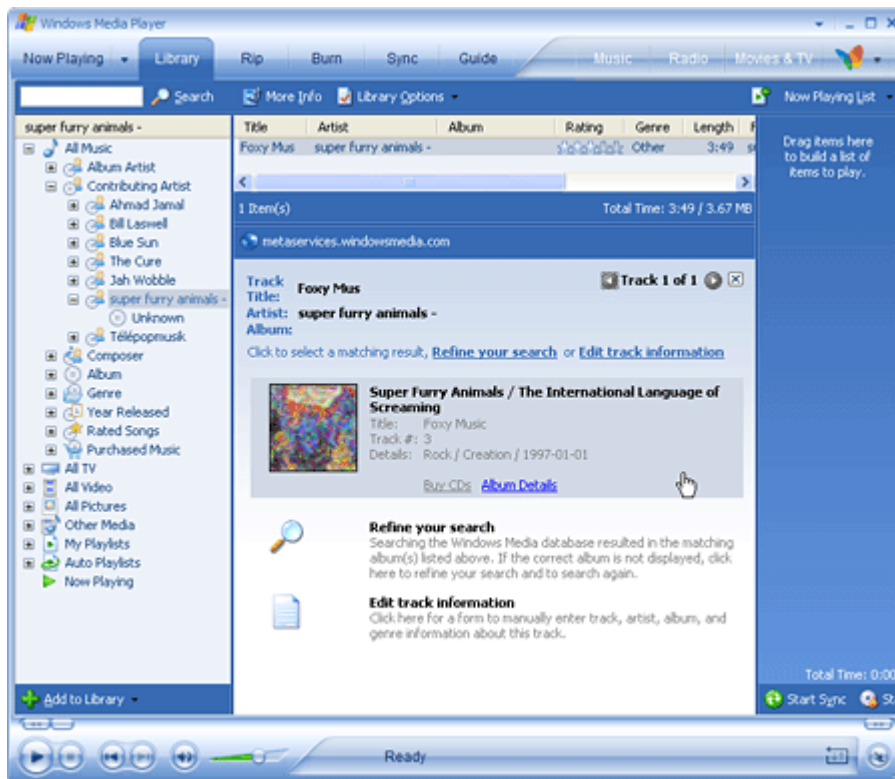 Windows Media Player
Now Playing Library Rip Burn Sync Guide Music Radio Movies & TV
Search More Info Library Options Now Playing List
super furry animals -
All Music
Album Artist
Contributing Artist
Ahmad Jamal
Bill Laswell
Blue Sun
The Cure
Jah Wobble
super furry animals -
Unknown
Télépopmusik
Composer
Album
Genre
Year Released
Rated Songs
Purchased Music
All TV
All Video
All Pictures
Other Media
My Playlists
Auto Playlists
Now Playing
Add to Library
Title Artist Album Rating Genre Length
Foxy Mus super furry animals - Other 3:49
1 Item(s) Total Time: 3:49 / 3.67 MB
metaservices.windowsmedia.com
Track Title: Foxy Mus
Track 1 of 1
Artist: super furry animals -
Album:
Click to select a matching result, Refine your search or Edit track information
Super Furry Animals / The International Language of
Screaming
Title: Foxy Music
Track #: 3
Details: Rock / Creation / 1997-01-01
Buy CDs Album Details
Refine your search
Searching the Windows Media database resulted in the matching
album(s) listed above. If the correct album is not displayed, click
here to refine your search and to search again.
Edit track information
Click here for a form to manually enter track, artist, album, and
genre information about this track.
Drag items here
to build a list of
items to play.
Total Time: 0:00
Start Sync St
Ready